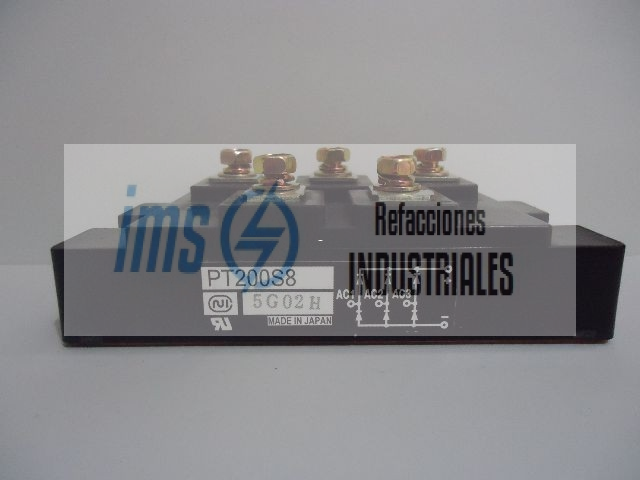 ims
Refacciones
INDUSTRIALES
PT200S8
5G02H
MADE IN JAPAN
AC1 AC2 AC3
+
-